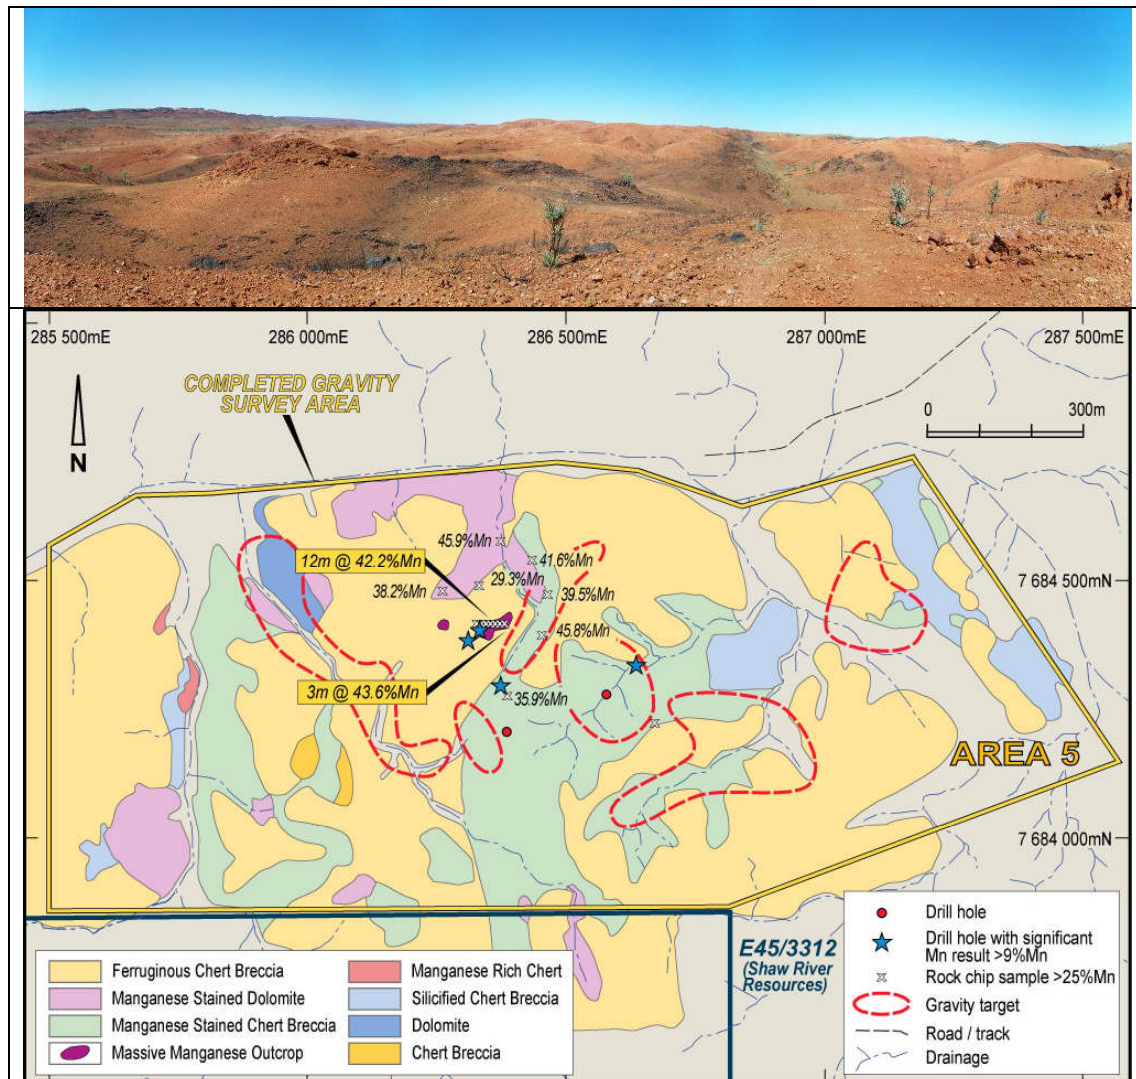 285 500mE
286 000mE
286 500mE
287 000mE
287 500mE
COMPLETED GRAVITY
SURVEY AREA
N
0
300m
45.9%Mn
12m @ 42.2%Mn
41.6%Mn
29.3%Mn
38.2%Mn
39.5%Mn
7 684 500mN
45.8%Mn
3m @ 43.6%Mn
35.9%Mn
AREA 5
7 684 000mN
E45/3312
(Shaw River
Resources)
Drill hole
Drill hole with significant
Mn result >9%Mn
Rock chip sample >25%Mn
Gravity target
Road / track
Drainage
Ferruginous Chert Breccia
Manganese Stained Dolomite
Manganese Stained Chert Breccia
Massive Manganese Outcrop
Manganese Rich Chert
Silicified Chert Breccia
Dolomite
Chert Breccia